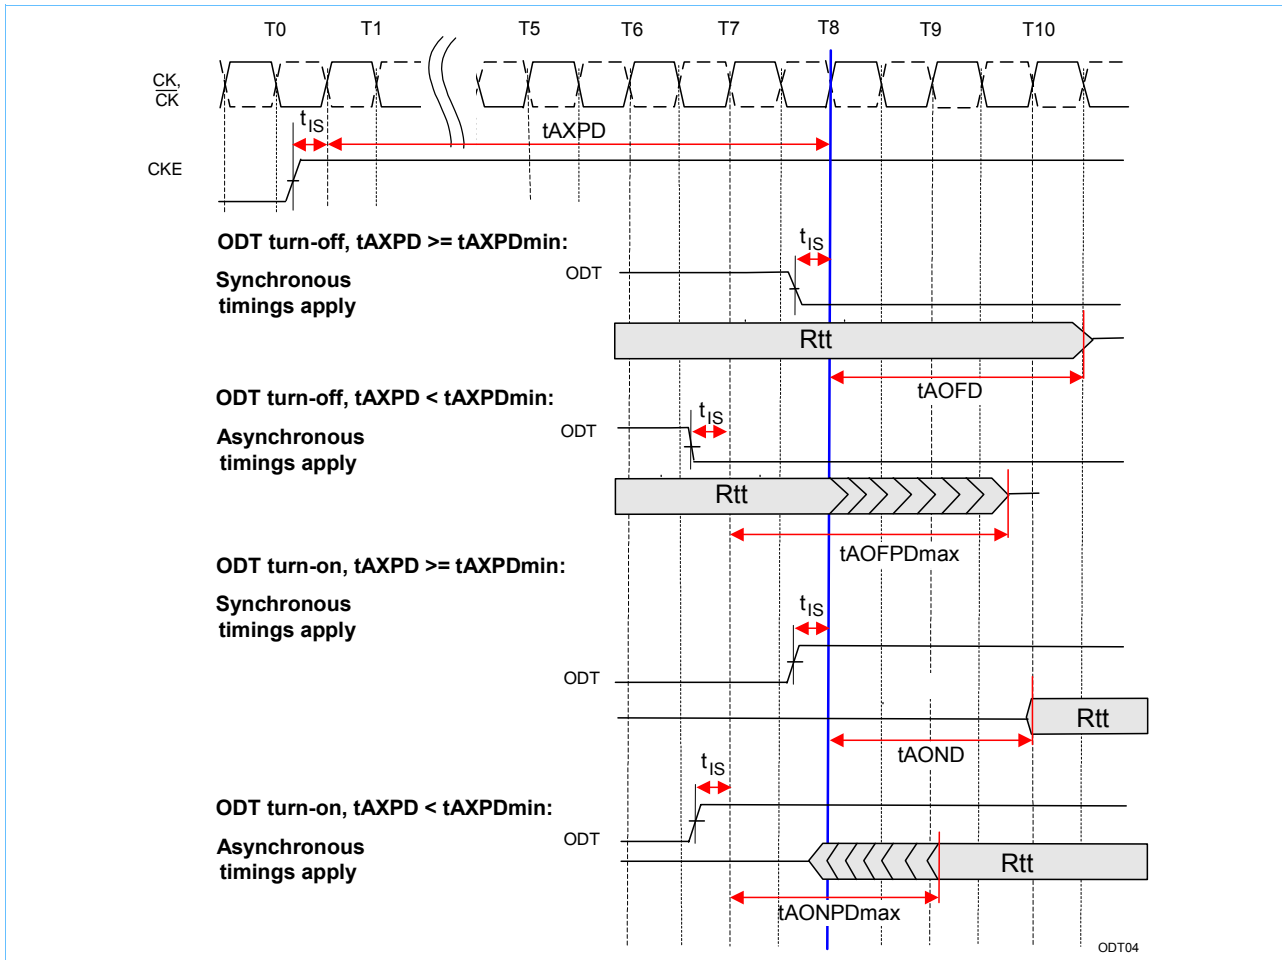 T0 T1 T5 T6 T7 T8 T9 T10
CK,
CK
tIS
tAXPD
CKE
ODT turn-off, tAXPD >= tAXPDmin:
tIS
ODT
Synchronous
timings apply
Rtt
tAOFD
ODT turn-off, tAXPD < tAXPDmin:
tIS
ODT
Asynchronous
timings apply
Rtt
tAOFPDmax
ODT turn-on, tAXPD >= tAXPDmin:
Synchronous
timings apply
tIS
ODT
Rtt
tAOND
tIS
ODT turn-on, tAXPD < tAXPDmin:
ODT
Asynchronous
timings apply
Rtt
tAONPDmax
ODT04